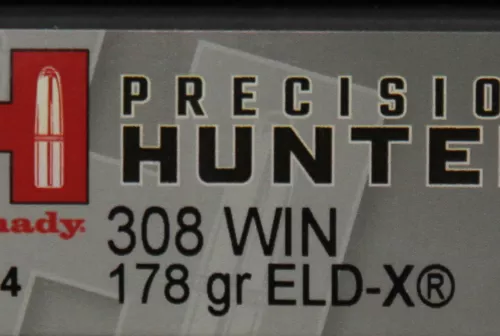 H
PRECISIO
HUNTE
nady.
308 WIN
4
178 gr ELD-X®